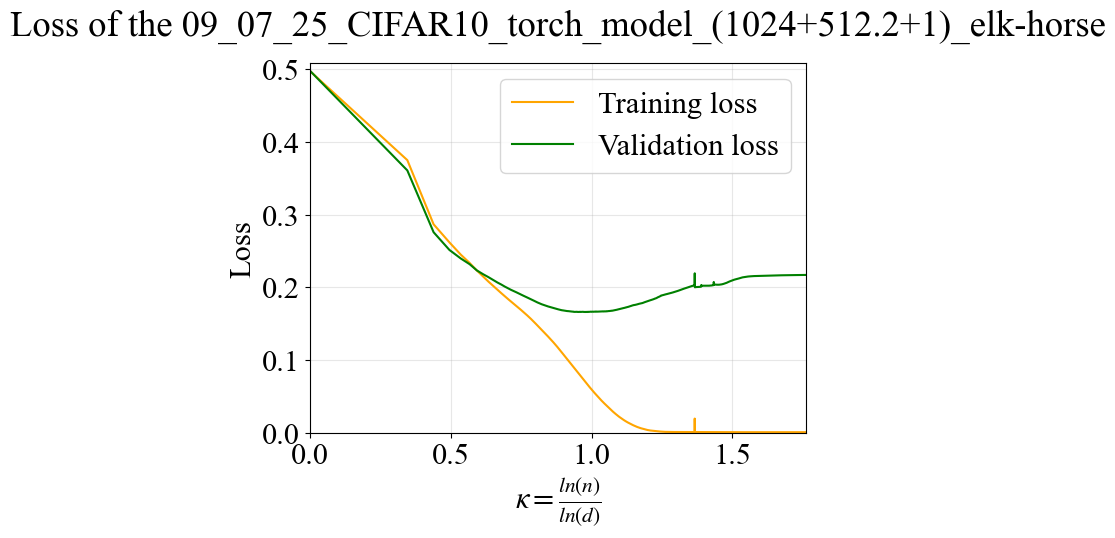 Loss of the 09_07_25_CIFAR10_torch_model_(1024+512.2+1)_elk-horse
0.5
0.4
0.3
0.2
0.1
0.0
Loss
Training loss
Validation loss
0.0 0.5 1.0 1.5
κ = ln(n) / ln(d)